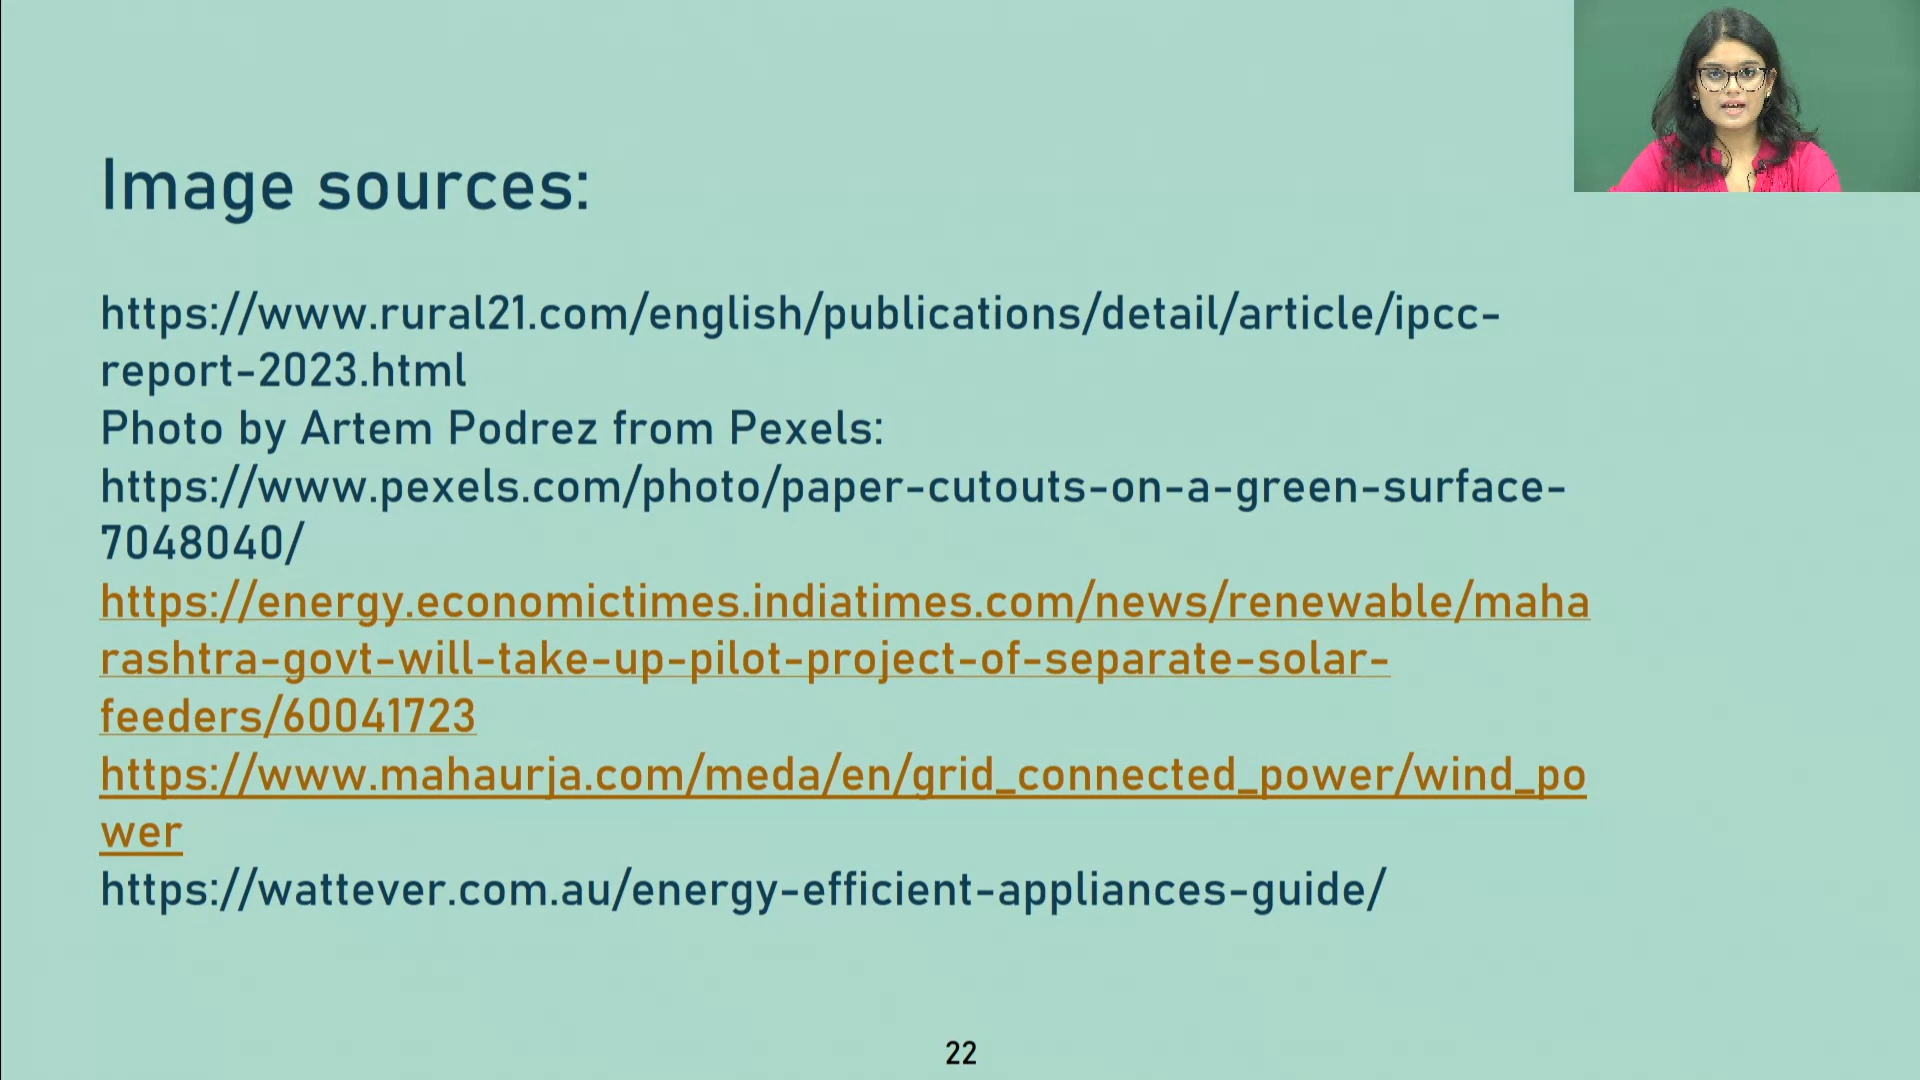 Image sources:
https://www.rural21.com/english/publications/detail/article/ipcc-
report-2023.html
Photo by Artem Podrez from Pexels:
https://www.pexels.com/photo/paper-cutouts-on-a-green-surface-
7048040/
https://energy.economictimes.indiatimes.com/news/renewable/maha
rashtra-govt-will-take-up-pilot-project-of-separate-solar-
feeders/60041723
https://www.mahaurja.com/meda/en/grid_connected_power/wind_po
wer
https://wattever.com.au/energy-efficient-appliances-guide/
22